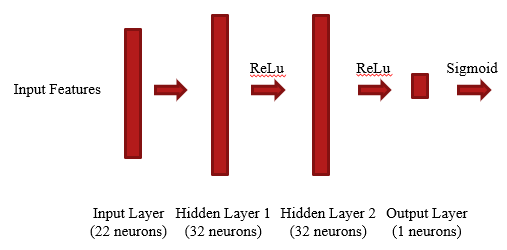 ReLu
ReLu
Sigmoid
Input Features
Input Layer
(22 neurons)
Hidden Layer 1
(32 neurons)
Hidden Layer 2
(32 neurons)
Output Layer
(1 neurons)